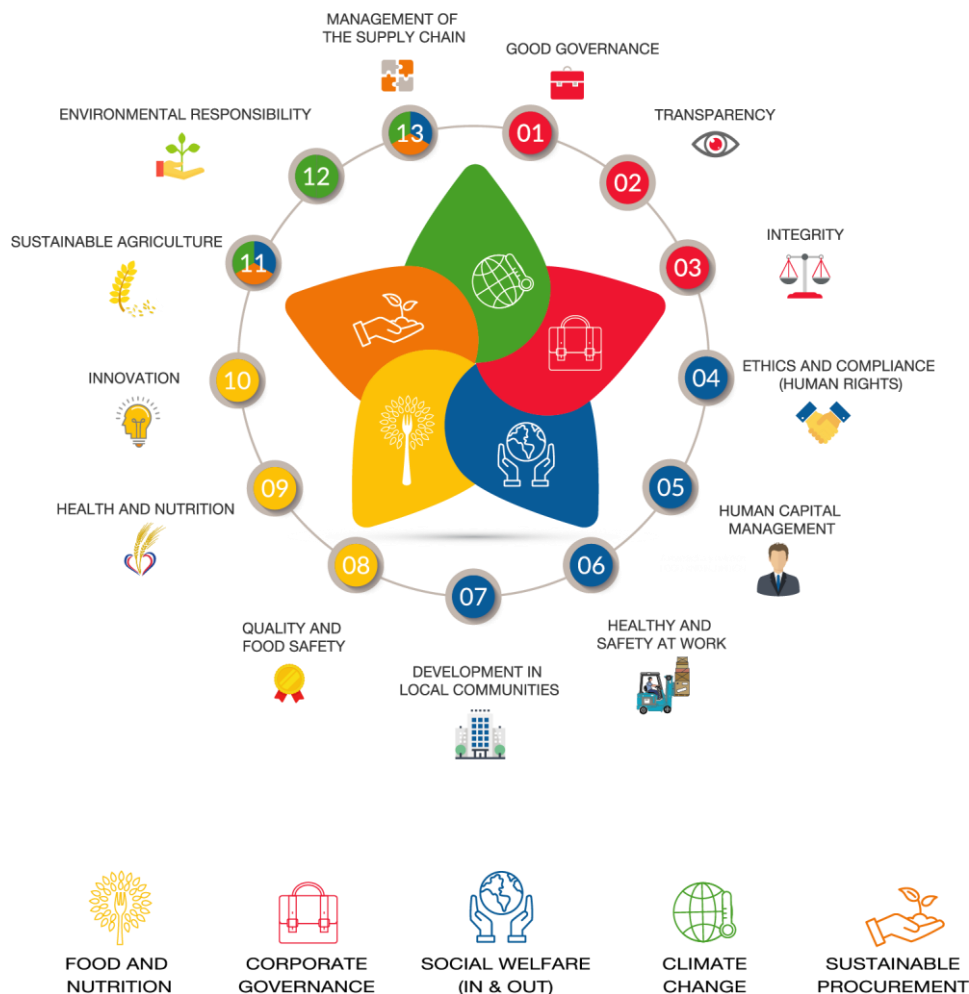 MANAGEMENT OF
THE SUPPLY CHAIN
GOOD GOVERNANCE
ENVIRONMENTAL RESPONSIBILITY
TRANSPARENCY
13
01
12
02
SUSTAINABLE AGRICULTURE
INTEGRITY
11
03
INNOVATION
10
04
ETHICS AND COMPLIANCE
(HUMAN RIGHTS)
HEALTH AND NUTRITION
09
05
HUMAN CAPITAL
MANAGEMENT
08
06
07
QUALITY AND
FOOD SAFETY
HEALTHY AND
SAFETY AT WORK
DEVELOPMENT IN
LOCAL COMMUNITIES
FOOD AND
NUTRITION
CORPORATE
GOVERNANCE
SOCIAL WELFARE
(IN & OUT)
CLIMATE
CHANGE
SUSTAINABLE
PROCUREMENT